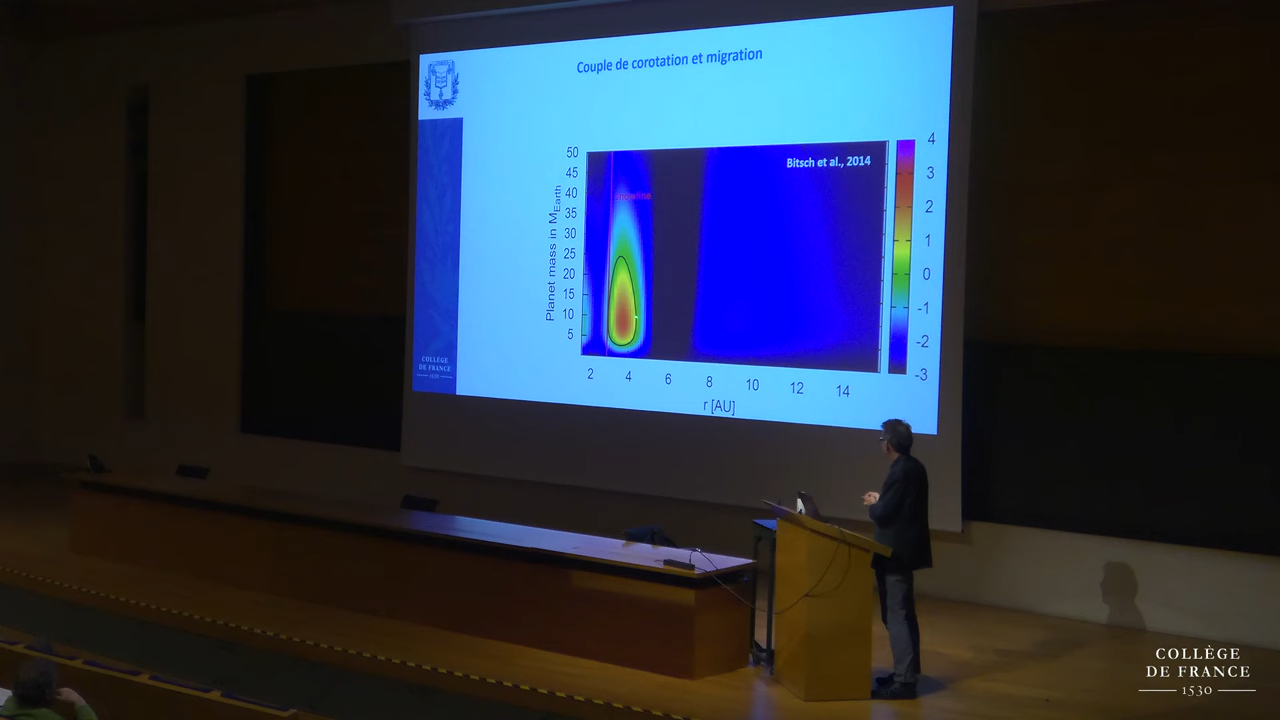 Couple de corotation et migration
Bitsch et al., 2014
snowline
Planet mass in MEarth
50
45
40
35
30
25
20
15
10
5
2 4 6 8 10 12 14
r [AU]
4
3
2
1
0
-1
-2
-3
COLLÈGE
DE FRANCE
1530
COLLÈGE
DE FRANCE
1530